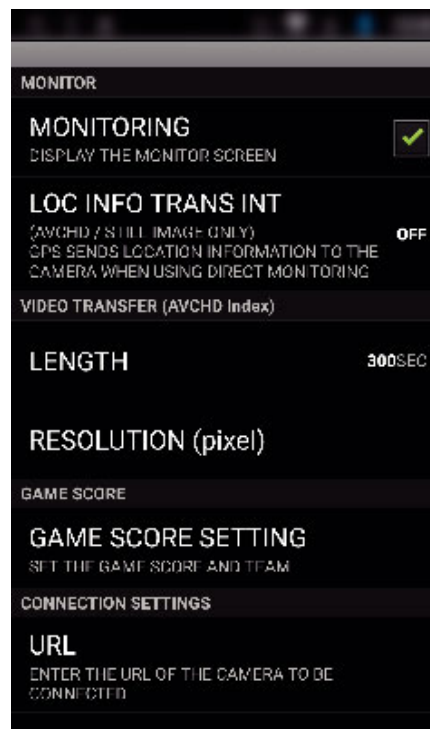 MONITOR
MONITORING
DISPLAY THE MONITOR SCREEN
LOC INFO TRANS INT
(AVCHD / STILL IMAGE ONLY)
OFF
GPS SENDS LOCATION INFORMATION TO THE
CAMERA WHEN USING DIRECT MONITORING
VIDEO TRANSFER (AVCHD Index)
LENGTH
300SEC
RESOLUTION (pixel)
GAME SCORE
GAME SCORE SETTING
SET THE GAME SCORE AND TEAM
CONNECTION SETTINGS
URL
ENTER THE URL OF THE CAMERA TO BE
CONNECTED